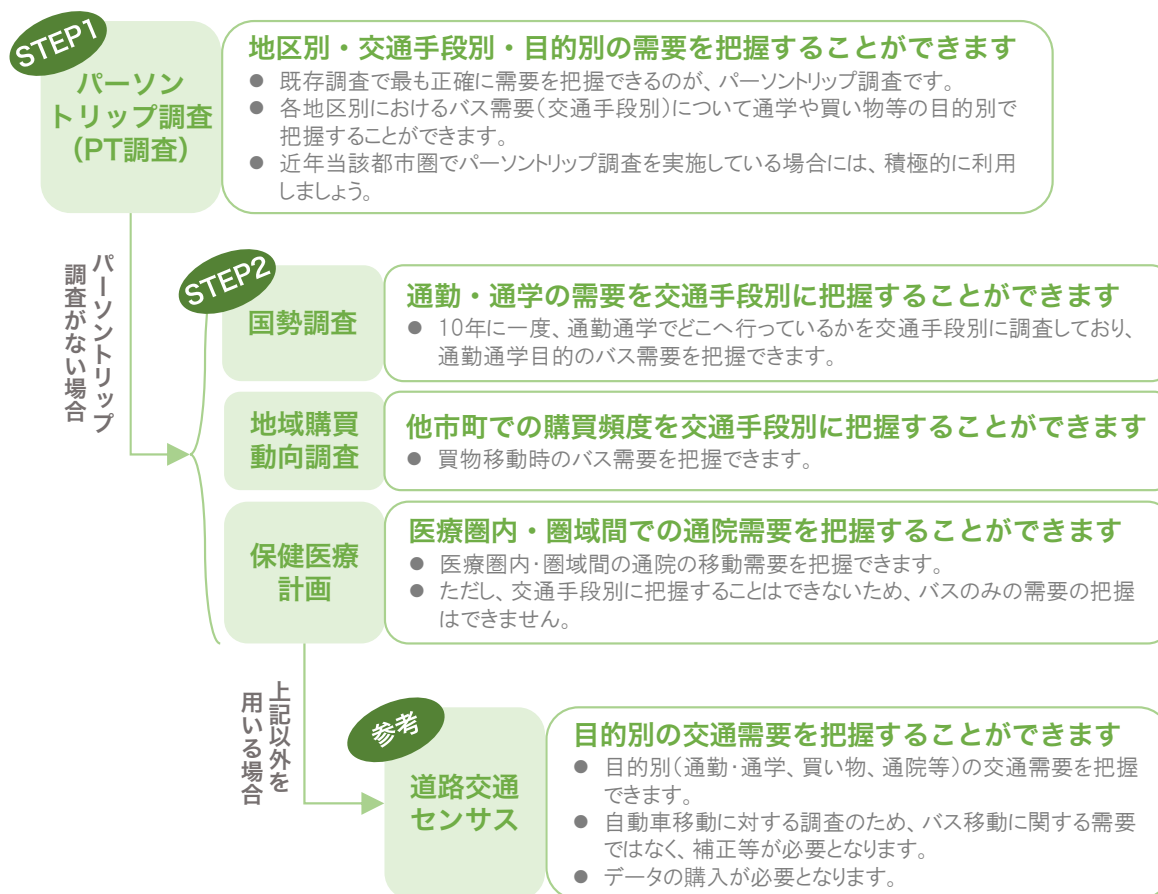 STEP1
パーソン
トリップ調査
(PT調査)
地区別・交通手段別・目的別の需要を把握することができます
● 既存調査で最も正確に需要を把握できるのが、パーソントリップ調査です。
● 各地区別におけるバス需要(交通手段別)について通学や買い物等の目的別で
把握することができます。
● 近年当該都市圏でパーソントリップ調査を実施している場合には、積極的に利用
しましょう。
パーソントリップ
調査がない場合
STEP2
国勢調査
通勤・通学の需要を交通手段別に把握することができます
● 10年に一度、通勤通学でどこへ行っているかを交通手段別に調査しており、
通勤通学目的のバス需要を把握できます。
地域購買
動向調査
他市町での購買頻度を交通手段別に把握することができます
● 買物移動時のバス需要を把握できます。
保健医療
計画
医療圏内・圏域間での通院需要を把握することができます
● 医療圏内・圏域間の通院の移動需要を把握できます。
● ただし、交通手段別に把握することはできないため、バスのみの需要の把握
はできません。
上記以外を
用いる場合
参考
道路交通
センサス
目的別の交通需要を把握することができます
● 目的別(通勤・通学、買い物、通院等)の交通需要を把握
できます。
● 自動車移動に対する調査のため、バス移動に関する需要
ではなく、補正等が必要となります。
● データの購入が必要となります。